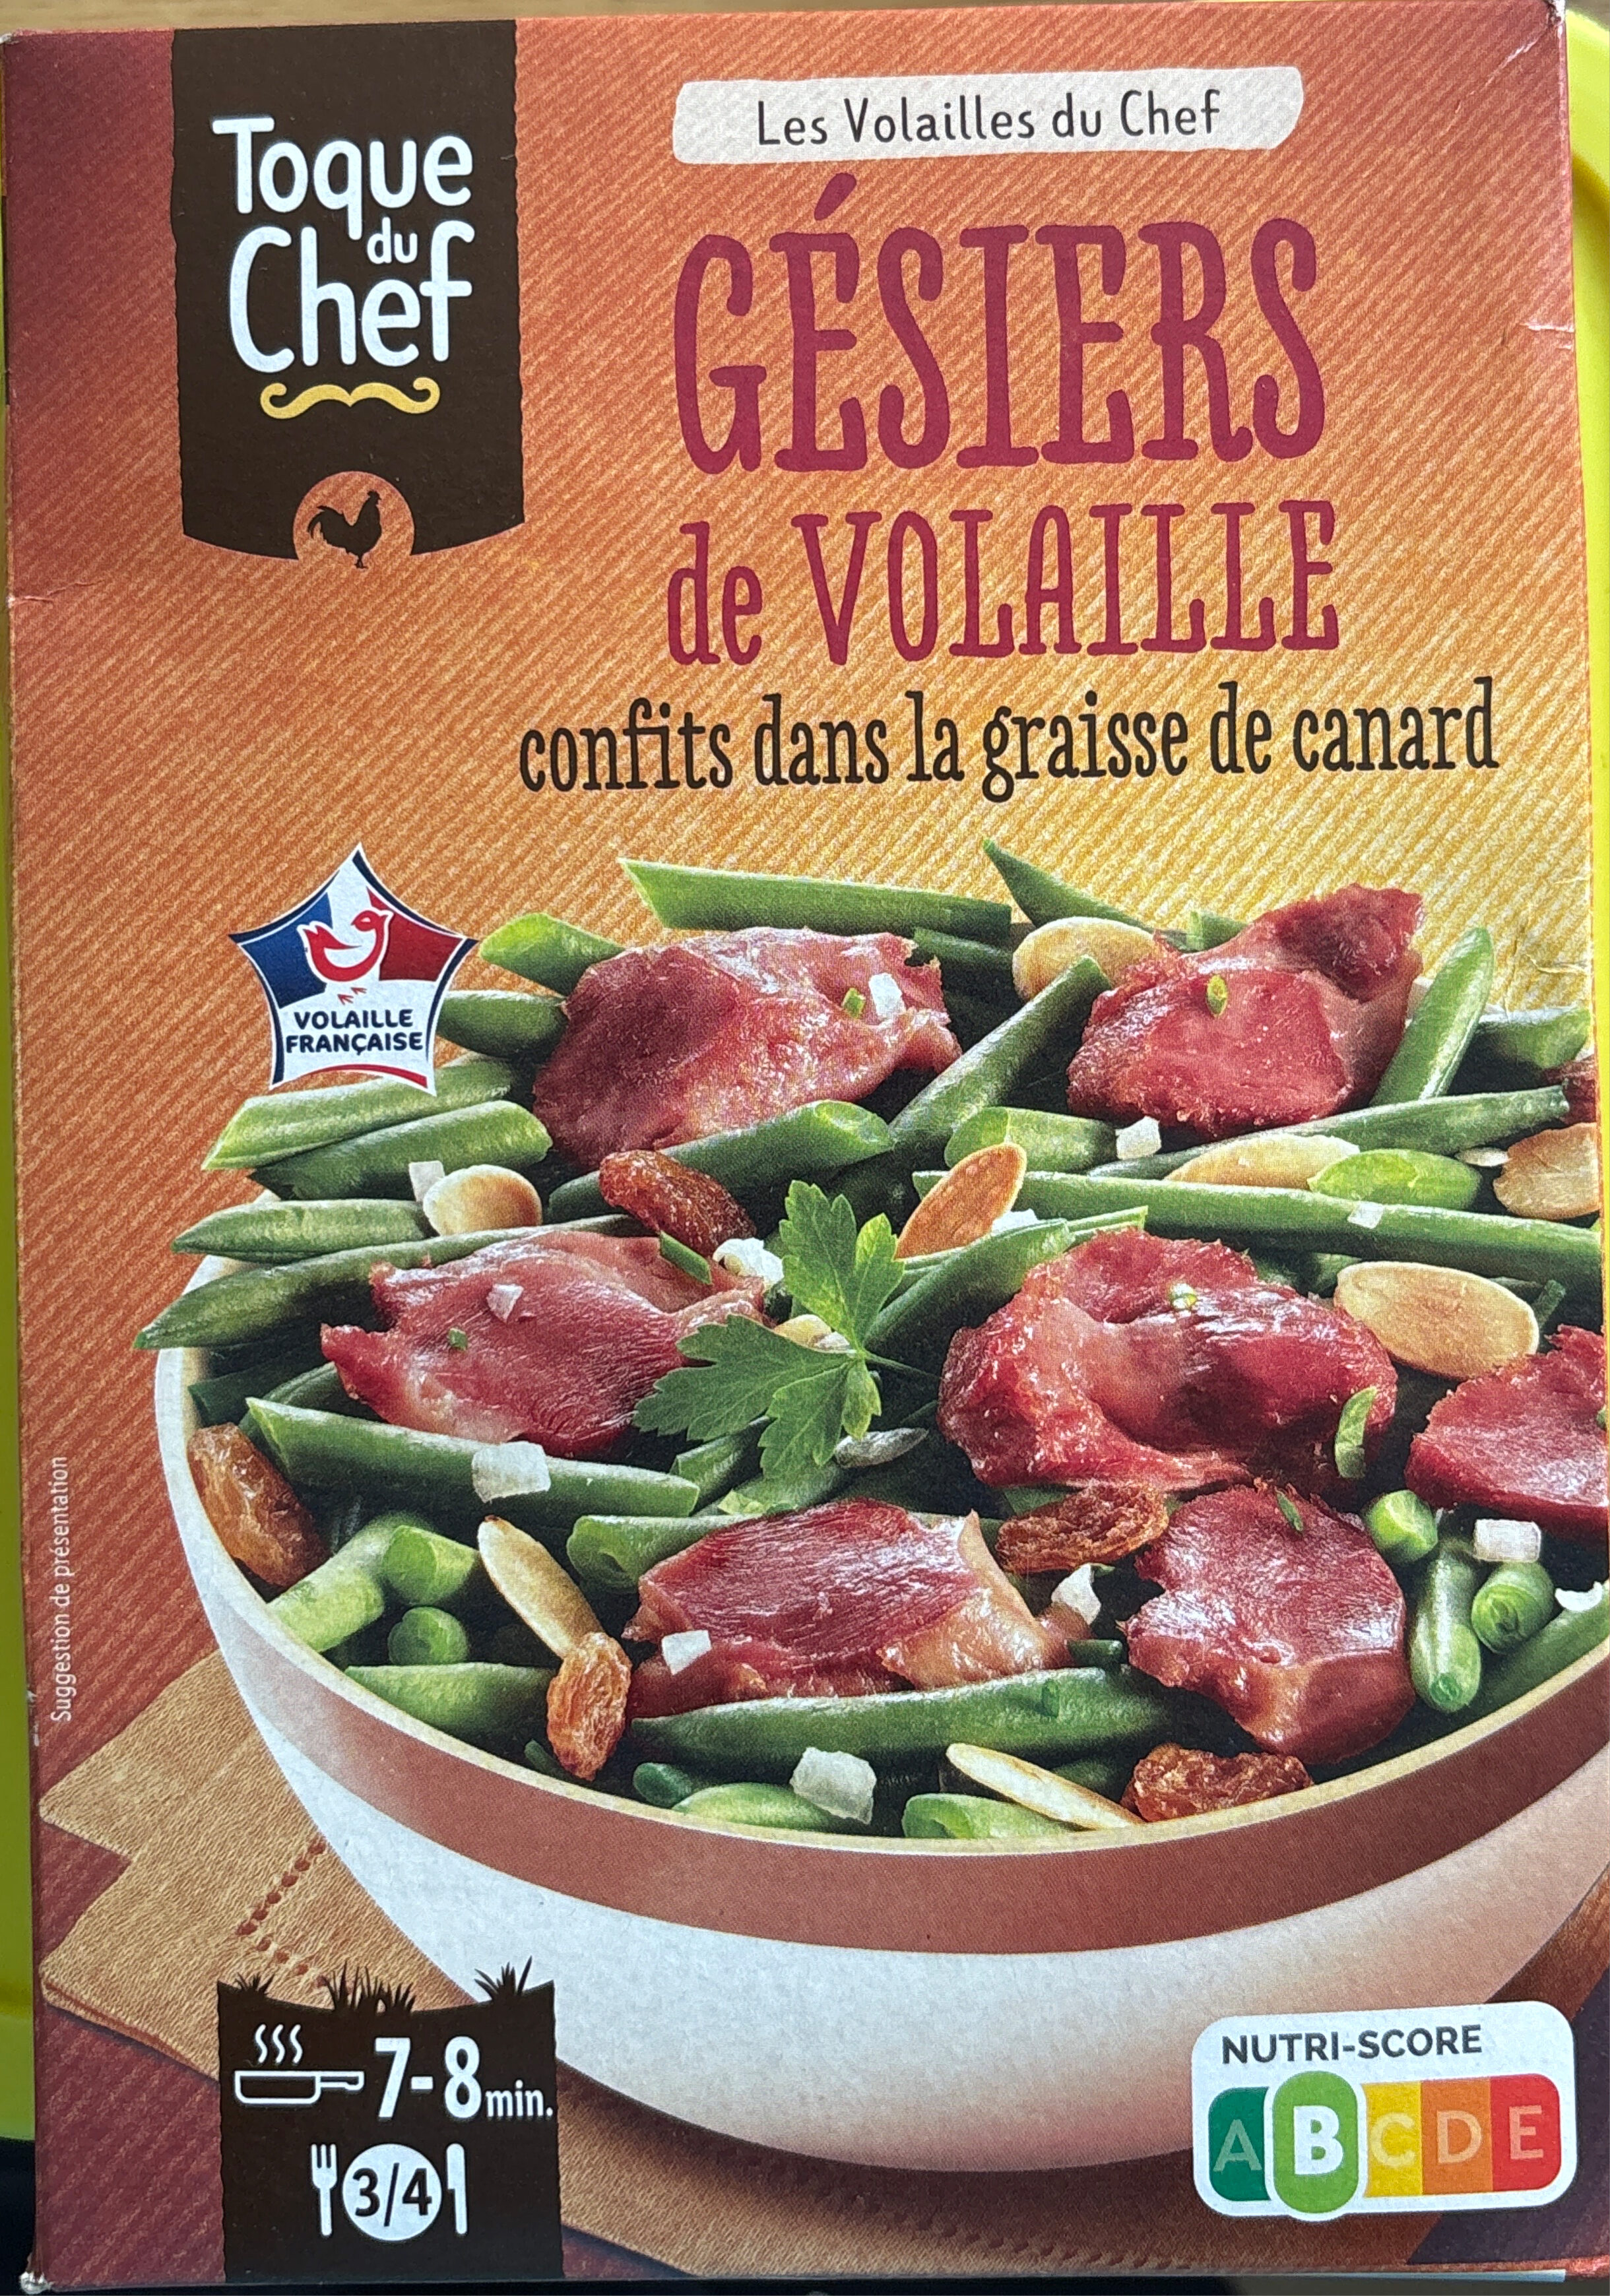 Toque
du
Chef
Les Volailles du Chef
GÉSIERS
de VOLAILLE
confits dans la graisse de canard
VOLAILLE
FRANÇAISE
Suggestion de présentation
7-8 min.
3/4
NUTRI-SCORE
A B C D E